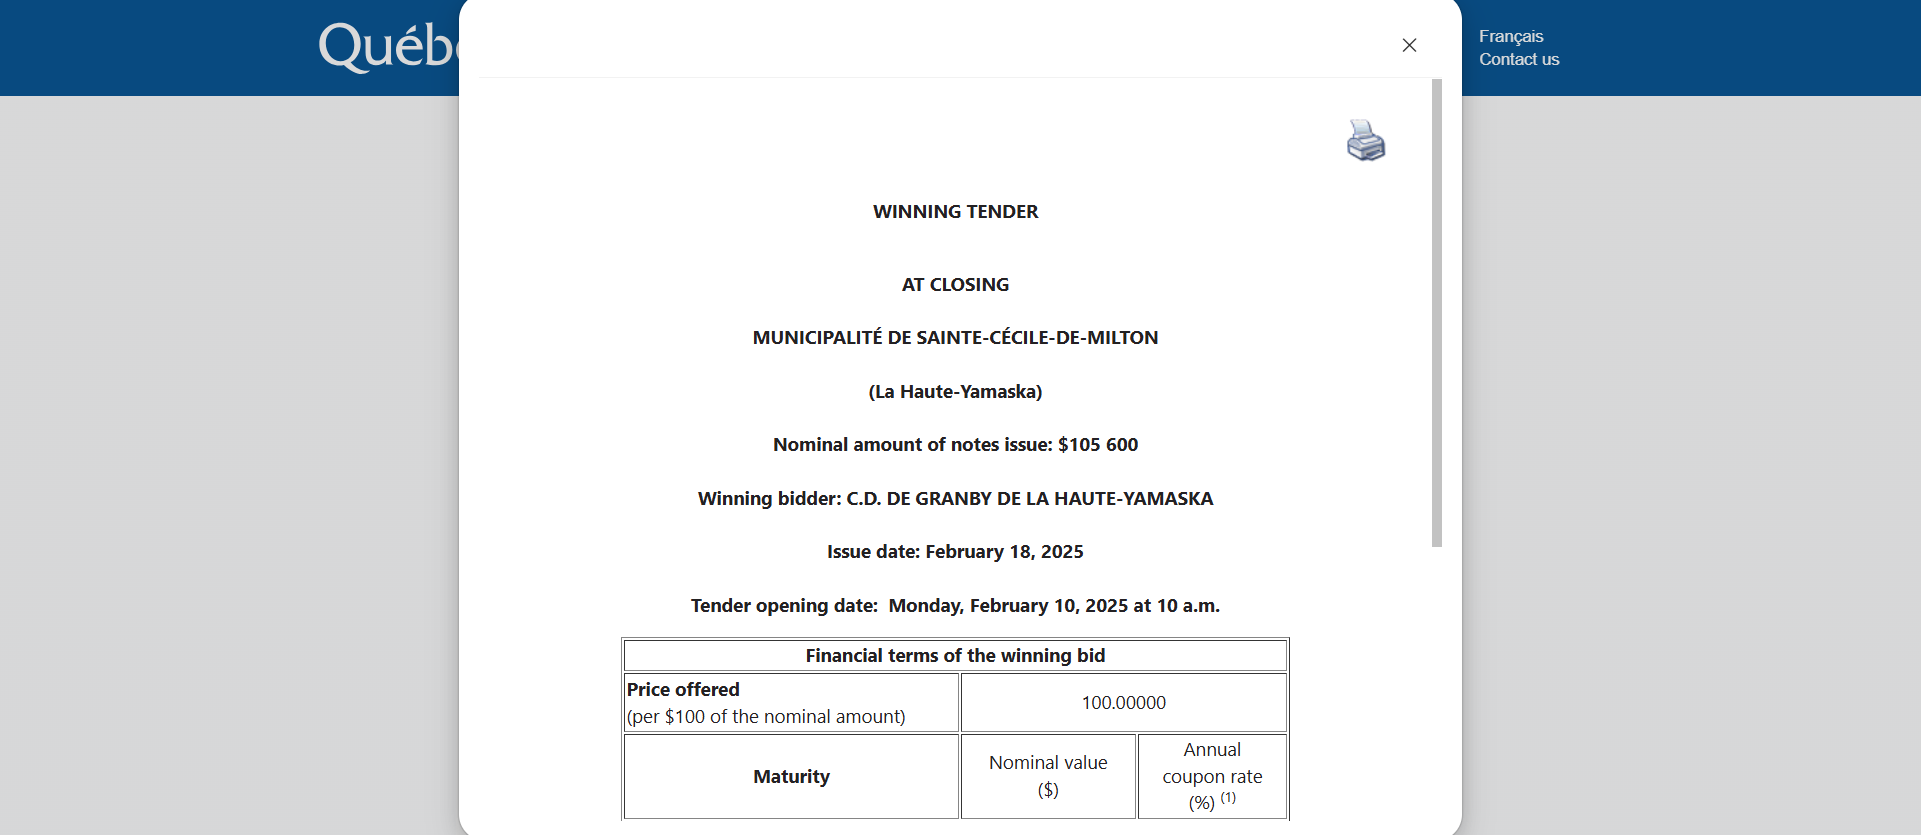 Français
Contact us
WINNING TENDER
AT CLOSING
MUNICIPALITÉ DE SAINTE-CÉCILE-DE-MILTON
(La Haute-Yamaska)
Nominal amount of notes issue: $105 600
Winning bidder: C.D. DE GRANBY DE LA HAUTE-YAMASKA
Issue date: February 18, 2025
Tender opening date:  Monday, February 10, 2025 at 10 a.m.
Financial terms of the winning bid
Price offered
(per $100 of the nominal amount)
100.00000
Maturity
Nominal value
($)
Annual
coupon rate
(%) (1)